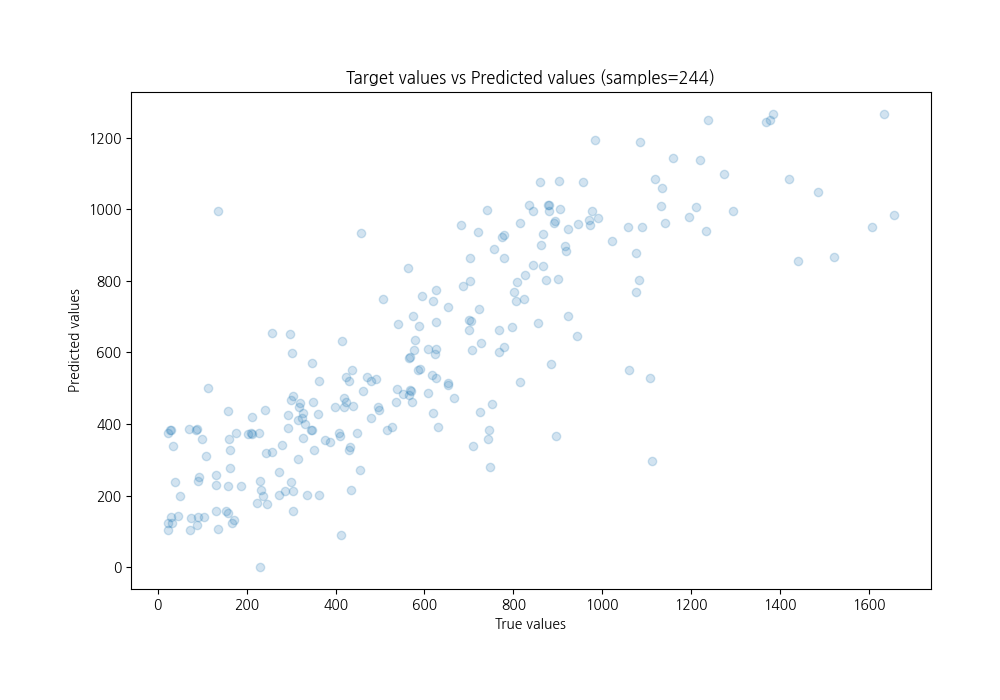 Target values vs Predicted values (samples=244)
Predicted values
1200
1000
800
600
400
200
0
0 200 400 600 800 1000 1200 1400 1600
True values